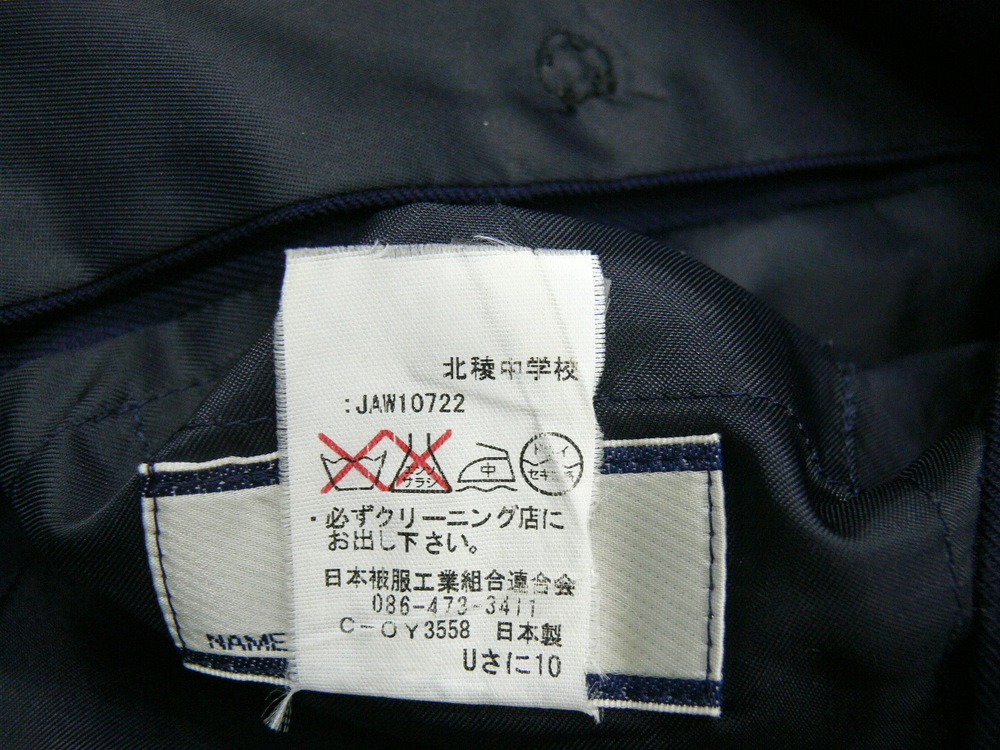 北稜中学校
:JAW10722
エンソ
サラシ
中
ドライ
セキユ系
・必ずクリーニング店に
お出し下さい。
日本被服工業組合連合会
086-473-3411
C-OY3558 日本製
Uさに10
NAME